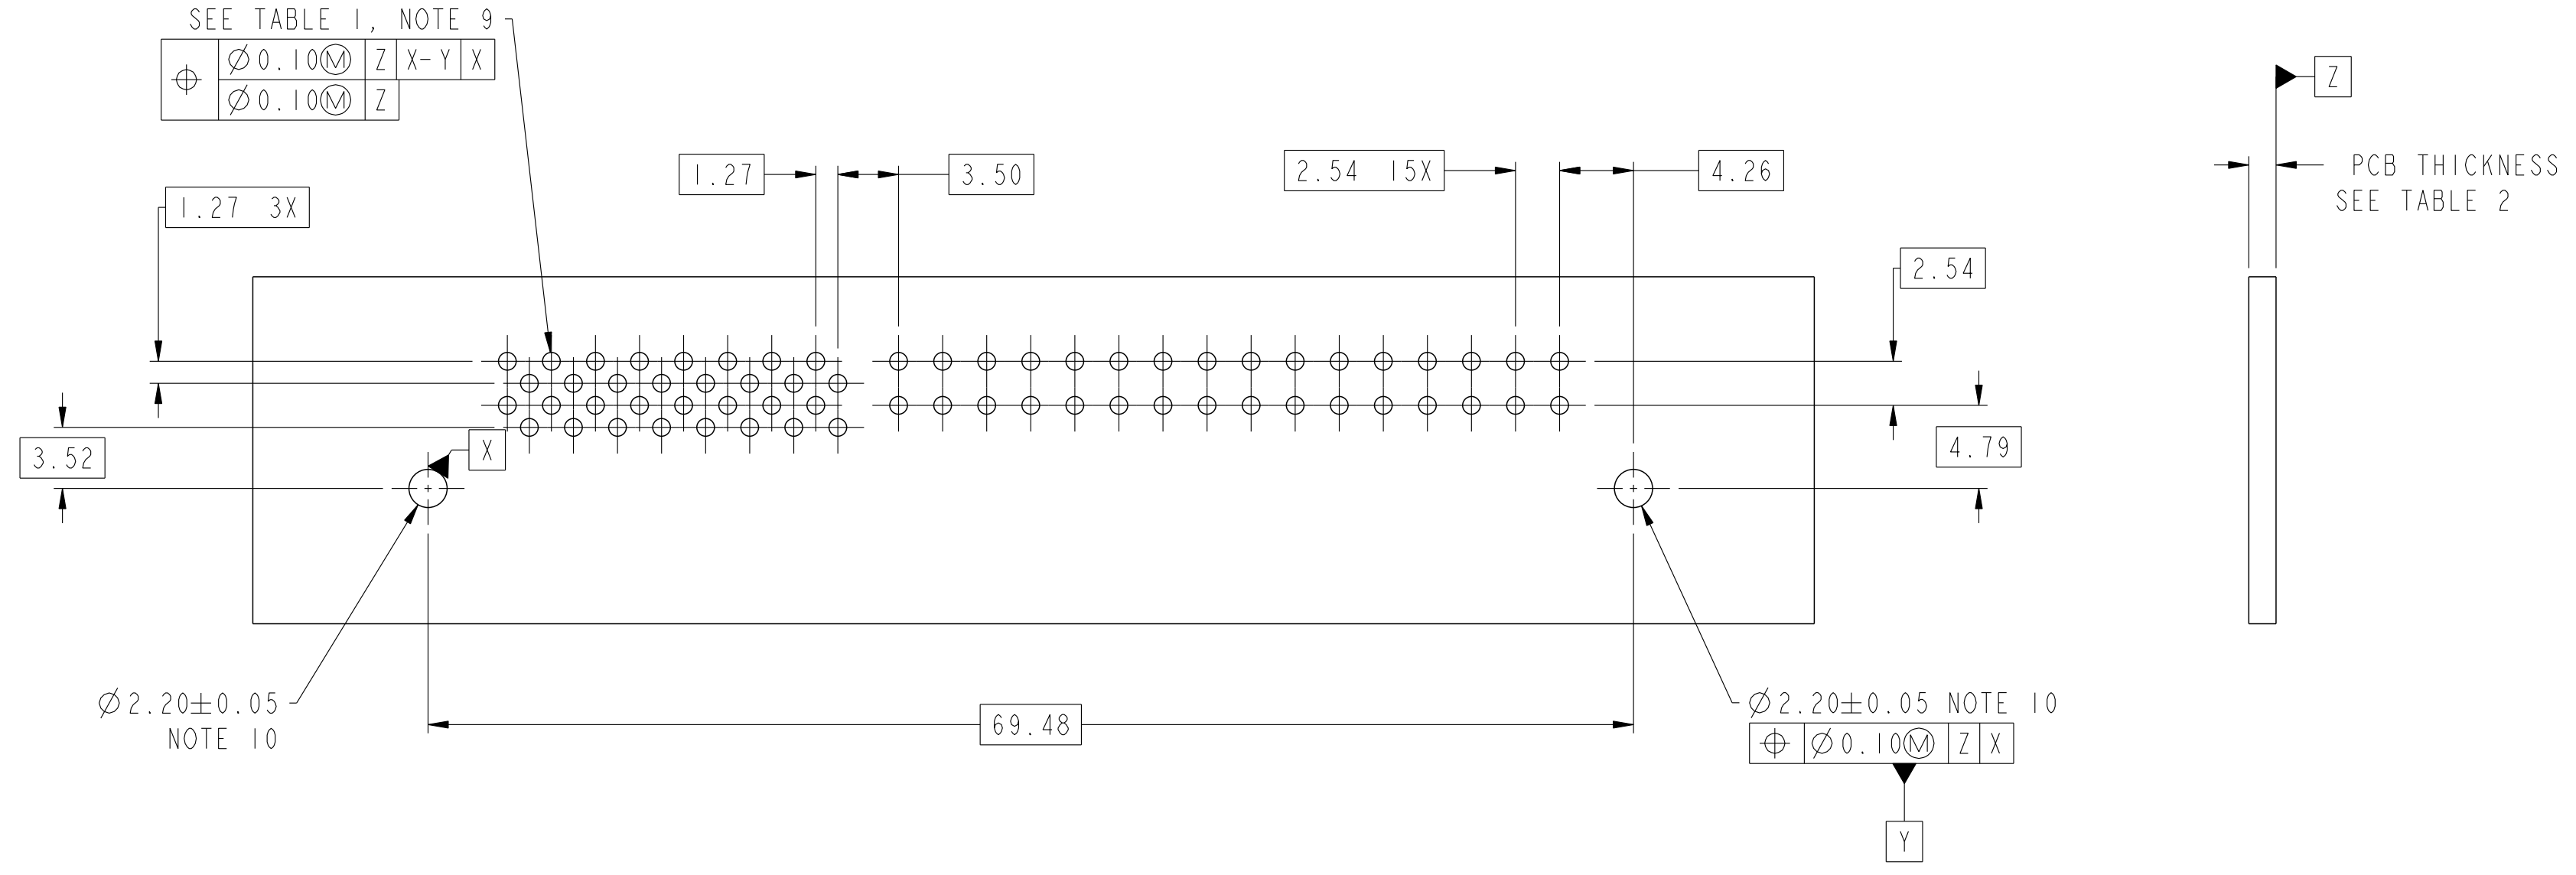 SEE TABLE 1, NOTE 9
⌖ Ø0.10Ⓜ Z X-Y X
Ø0.10Ⓜ Z
Z
PCB THICKNESS
SEE TABLE 2
1.27
3.50
2.54 15X
4.26
1.27 3X
2.54
3.52
X
4.79
Ø2.20±0.05
NOTE 10
69.48
Ø2.20±0.05 NOTE 10
⌖ Ø0.10Ⓜ Z X
Y